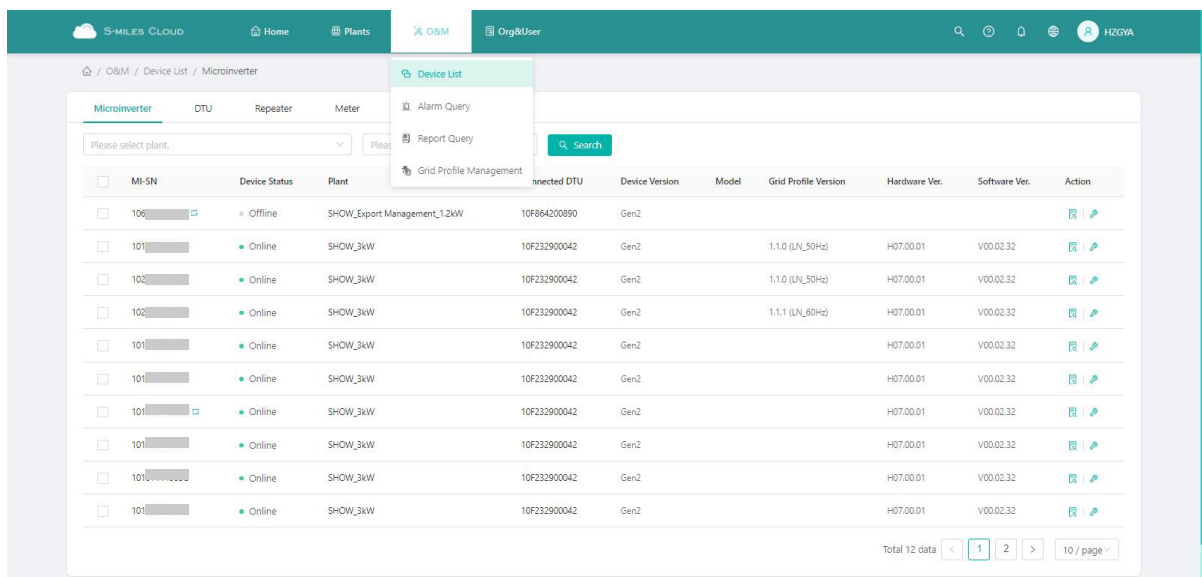 S-MILES CLOUD Home Plants O&M Org&User HZGYA
/ O&M / Device List / Microinverter
Device List
Alarm Query
Report Query
Grid Profile Management
Microinverter DTU Repeater Meter
Please select plant. Search
MI-SN Device Status Plant DTU Device Version Model Grid Profile Version Hardware Ver. Software Ver. Action
106 Offline SHOW_Export Management_1.2kW 10F864200890 Gen2
101 Online SHOW_3kW 10F232900042 Gen2 1.1.0 (LN_50Hz) H07.00.01 V00.02.32
102 Online SHOW_3kW 10F232900042 Gen2 1.1.0 (LN_50Hz) H07.00.01 V00.02.32
102 Online SHOW_3kW 10F232900042 Gen2 1.1.1 (LN_60Hz) H07.00.01 V00.02.32
101 Online SHOW_3kW 10F232900042 Gen2 H07.00.01 V00.02.32
101 Online SHOW_3kW 10F232900042 Gen2 H07.00.01 V00.02.32
101 Online SHOW_3kW 10F232900042 Gen2 H07.00.01 V00.02.32
101 Online SHOW_3kW 10F232900042 Gen2 H07.00.01 V00.02.32
101 Online SHOW_3kW 10F232900042 Gen2 H07.00.01 V00.02.32
101 Online SHOW_3kW 10F232900042 Gen2 H07.00.01 V00.02.32
Total 12 data < 1 2 > 10 / page